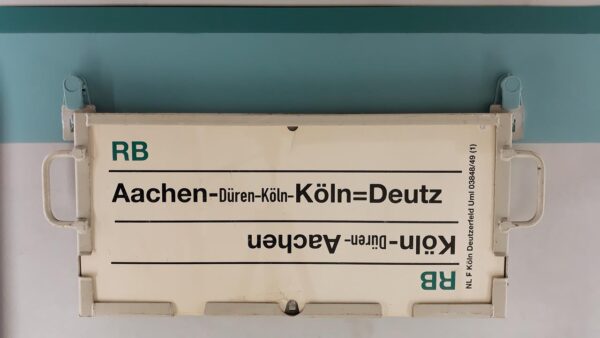 RB
Aachen-Düren-Köln-Köln=Deutz
Köln-Düren-Aachen
RB
NL F Köln Deutzerfeld Uml 03848/49 (1)